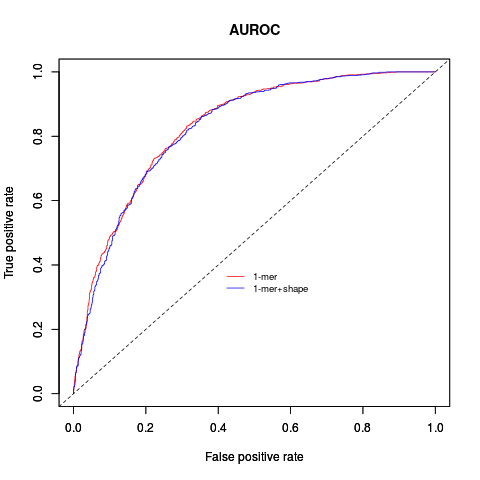 AUROC
True positive rate
1.0
0.8
0.6
0.4
0.2
0.0
1-mer
1-mer+shape
0.0 0.2 0.4 0.6 0.8 1.0
False positive rate